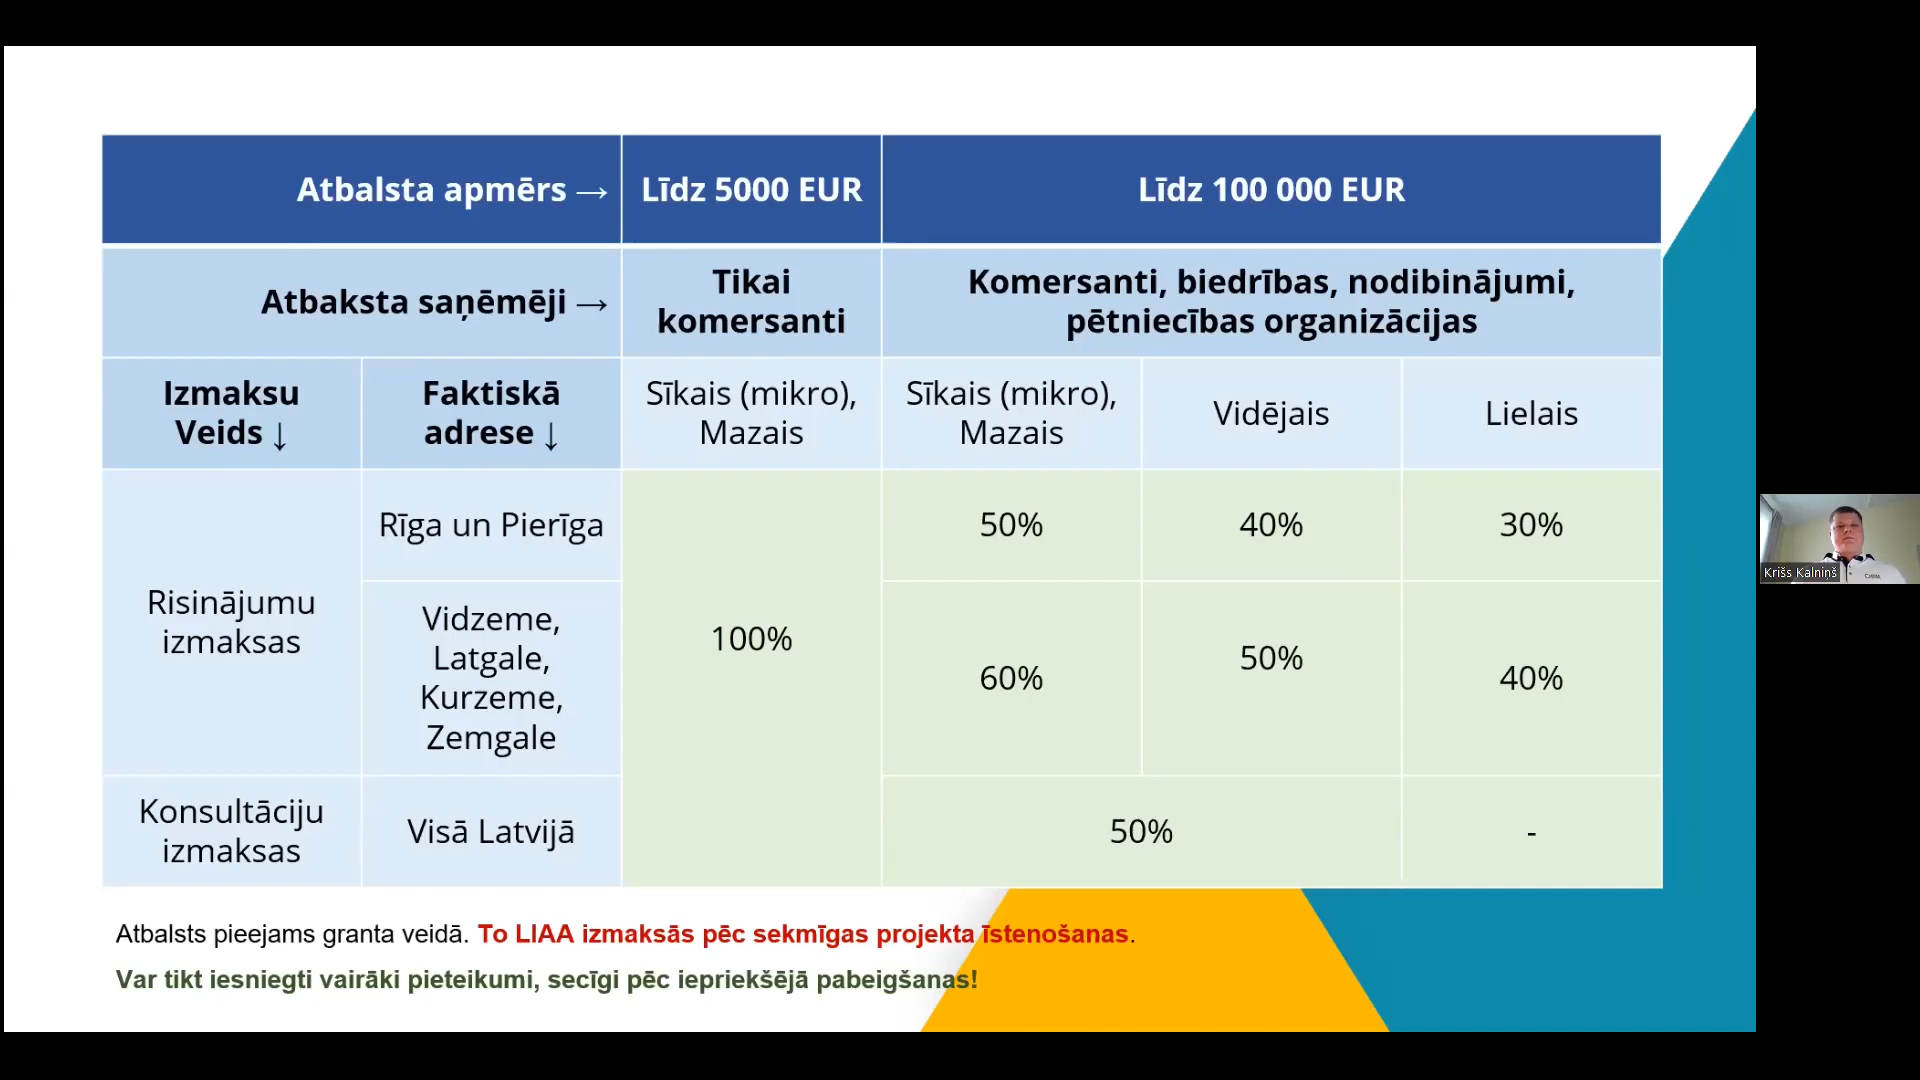 Atbalsta apmērs →
Līdz 5000 EUR
Līdz 100 000 EUR
Atbaksta saņēmēji →
Tikai
komersanti
Komersanti, biedrības, nodibinājumi,
pētniecības organizācijas
Izmaksu
Veids ↓
Faktiskā
adrese ↓
Sīkais (mikro),
Mazais
Sīkais (mikro),
Mazais
Vidējais
Lielais
Risinājumu
izmaksas
Rīga un Pierīga
100%
50%
40%
30%
Vidzeme,
Latgale,
Kurzeme,
Zemgale
60%
50%
40%
Konsultāciju
izmaksas
Visā Latvijā
50%
-
Atbalsts pieejams granta veidā. To LIAA izmaksās pēc sekmīgas projekta īstenošanas.
Var tikt iesniegti vairāki pieteikumi, secīgi pēc iepriekšējā pabeigšanas!
Krišs Kalniņš